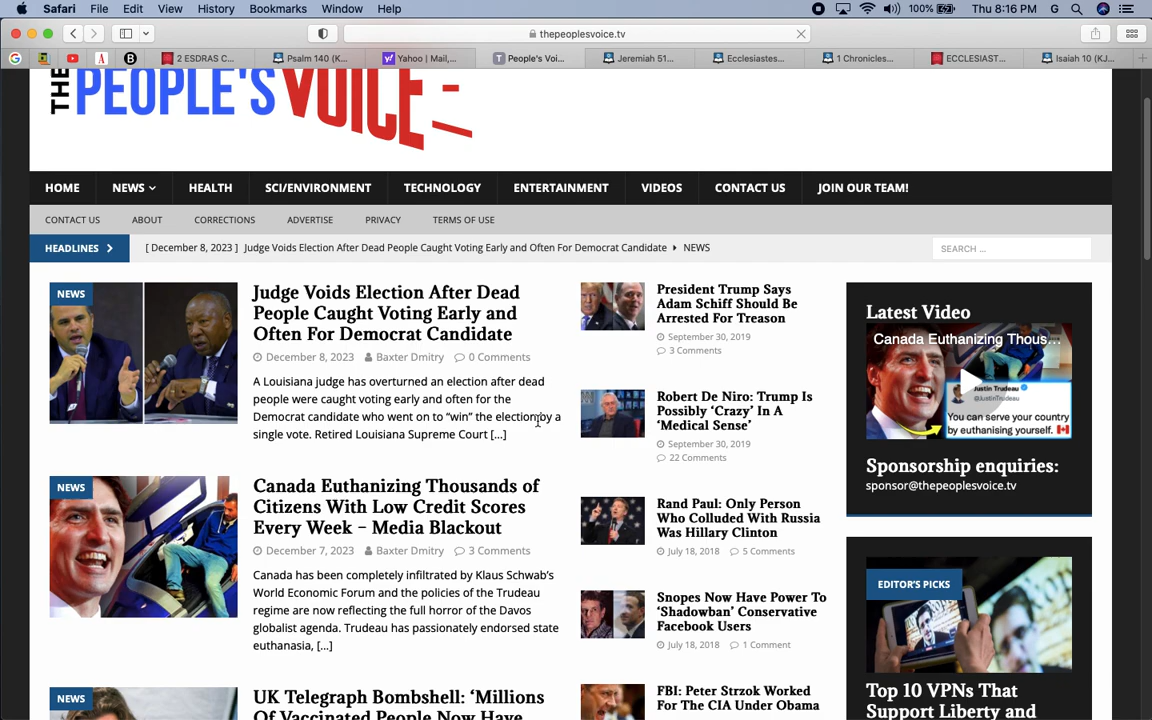 Safari File Edit View History Bookmarks Window Help 100% Thu 8:16 PM G
thepeoplesvoice.tv
2 ESDRAS C... Psalm 140 (K... Yahoo | Mail,... People's Voi... Jeremiah 51... Ecclesiastes... 1 Chronicles... ECCLESIAST... Isaiah 10 (KJ...
THE PEOPLE'S VOICE
HOME NEWS HEALTH SCI/ENVIRONMENT TECHNOLOGY ENTERTAINMENT VIDEOS CONTACT US JOIN OUR TEAM!
CONTACT US ABOUT CORRECTIONS ADVERTISE PRIVACY TERMS OF USE
HEADLINES [ December 8, 2023 ] Judge Voids Election After Dead People Caught Voting Early and Often For Democrat Candidate NEWS SEARCH ...
NEWS
Judge Voids Election After Dead
People Caught Voting Early and
Often For Democrat Candidate
December 8, 2023 Baxter Dmitry 0 Comments
A Louisiana judge has overturned an election after dead
people were caught voting early and often for the
Democrat candidate who went on to “win” the election by a
single vote. Retired Louisiana Supreme Court [...]
NEWS
Canada Euthanizing Thousands of
Citizens With Low Credit Scores
Every Week – Media Blackout
December 7, 2023 Baxter Dmitry 3 Comments
Canada has been completely infiltrated by Klaus Schwab’s
World Economic Forum and the policies of the Trudeau
regime are now reflecting the full horror of the Davos
globalist agenda. Trudeau has passionately endorsed state
euthanasia, [...]
NEWS
UK Telegraph Bombshell: ‘Millions
Of Vaccinated People Now Have
President Trump Says
Adam Schiff Should Be
Arrested For Treason
September 30, 2019
3 Comments
Robert De Niro: Trump Is
Possibly ‘Crazy’ In A
‘Medical Sense’
September 30, 2019
22 Comments
Rand Paul: Only Person
Who Colluded With Russia
Was Hillary Clinton
July 18, 2018 5 Comments
Snopes Now Have Power To
‘Shadowban’ Conservative
Facebook Users
July 18, 2018 1 Comment
FBI: Peter Strzok Worked
For The CIA Under Obama
Latest Video
Canada Euthanizing Thous...
Justin Trudeau
@JustinTrudeau
You can serve your country
by euthanising yourself.
Sponsorship enquiries:
sponsor@thepeoplesvoice.tv
EDITOR'S PICKS
Top 10 VPNs That
Support Liberty and